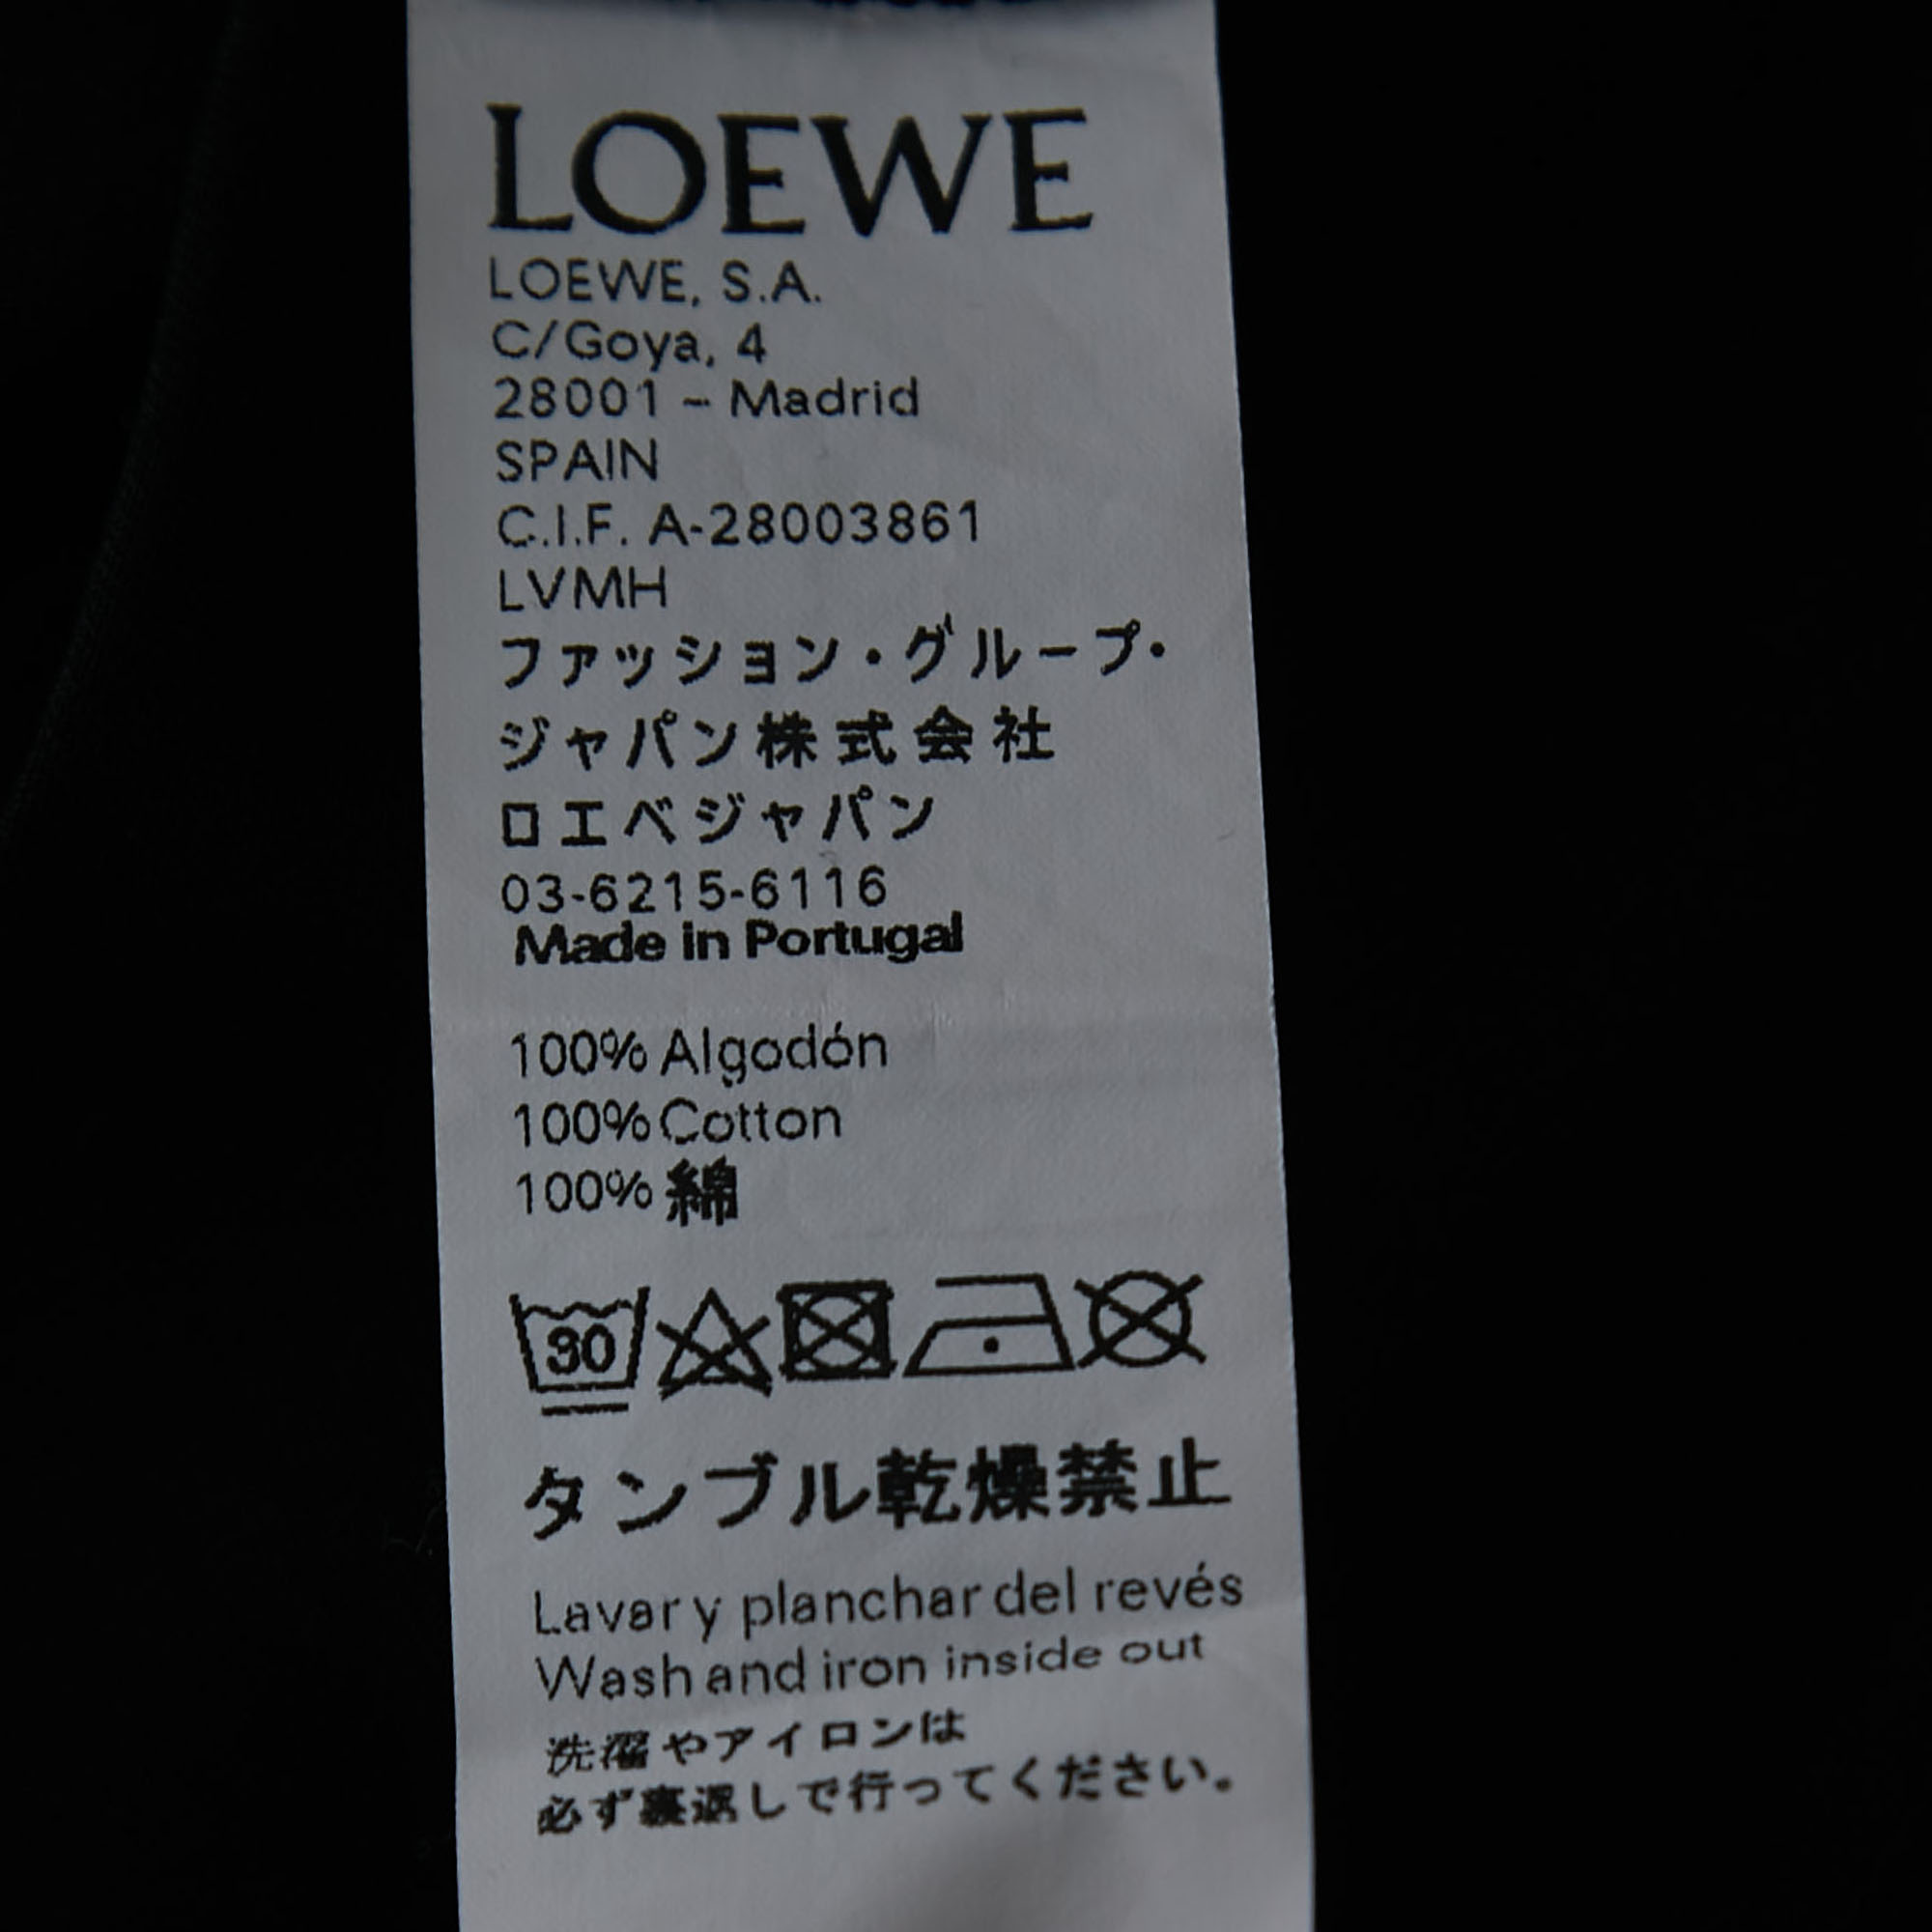 LOEWE
LOEWE, S.A.
C/Goya, 4
28001 – Madrid
SPAIN
C.I.F. A-28003861
LVMH
ファッション・グループ・
ジャパン株式会社
ロエベジャパン
03-6215-6116
Made in Portugal
100% Algodón
100% Cotton
100% 綿
30
タンブル乾燥禁止
Lavar y planchar del revés
Wash and iron inside out
洗濯やアイロンは
必ず裏返しで行ってください。